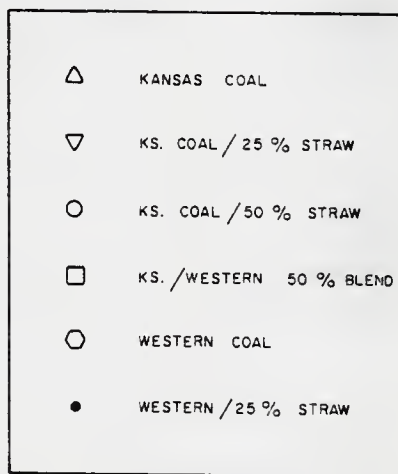 KANSAS COAL
KS. COAL/25% STRAW
KS. COAL/50% STRAW
KS./WESTERN 50% BLEND
WESTERN COAL
WESTERN/25% STRAW